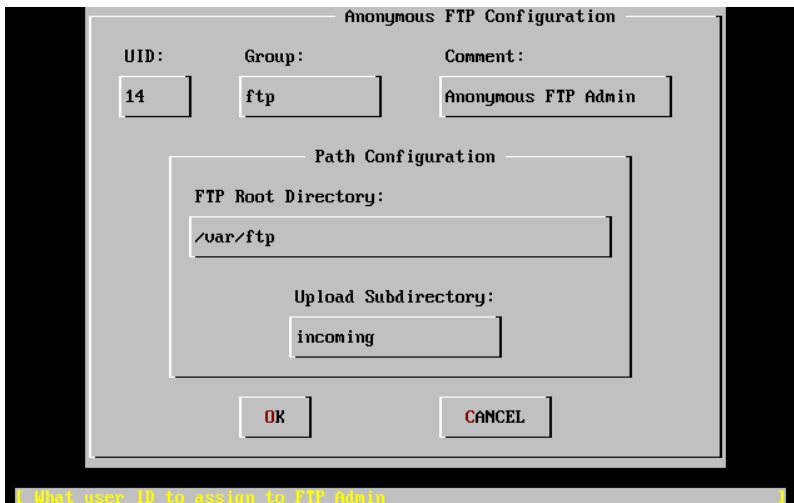 Anonymous FTP Configuration
UID: Group: Comment:
14 ftp Anonymous FTP Admin
Path Configuration
FTP Root Directory:
/var/ftp
Upload Subdirectory:
incoming
OK CANCEL
[ What user ID to assign to FTP Admin ]